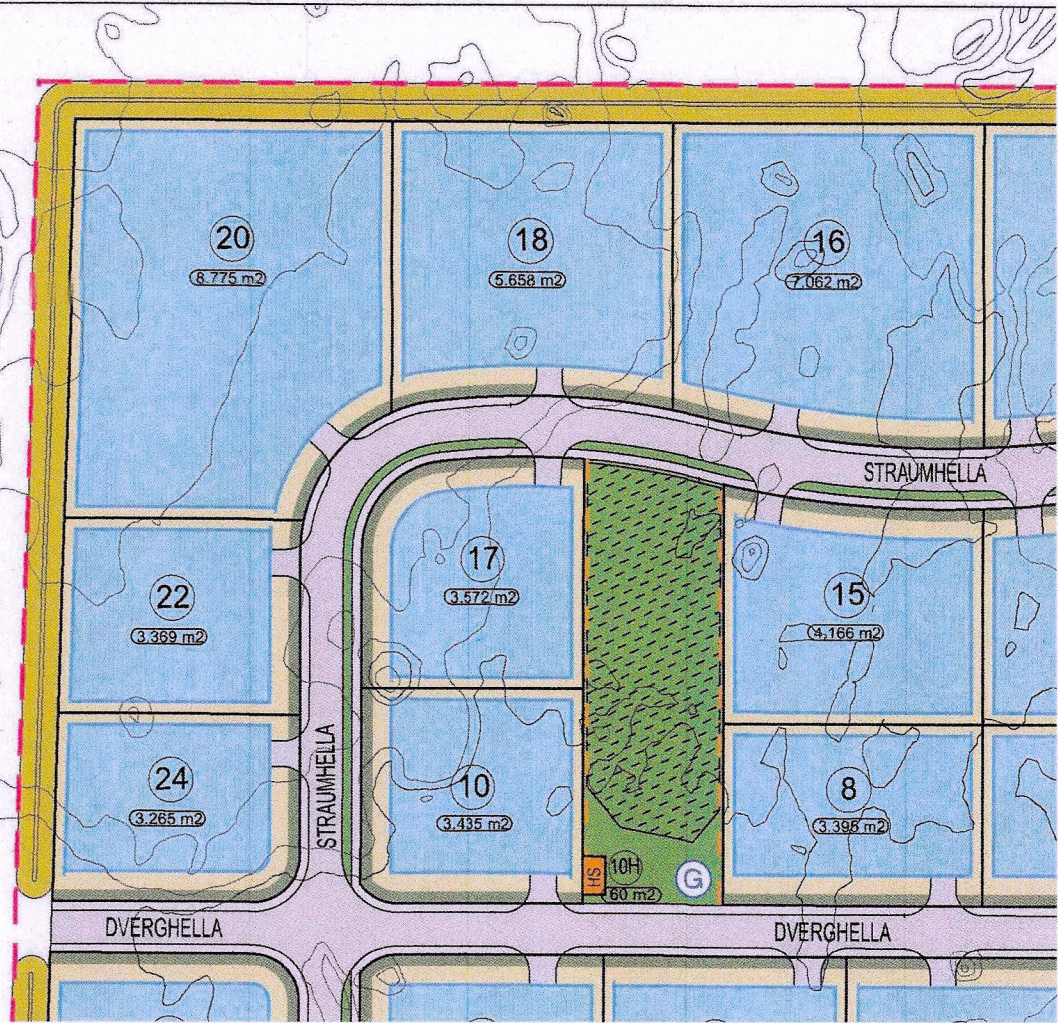 20
8.775 m2
18
5.658 m2
16
7.062 m2
STRAUMHELLA
17
3.572 m2
15
4.166 m2
22
3.369 m2
STRAUMHELLA
24
3.265 m2
10
3.435 m2
8
3.398 m2
HS
10H
60 m2
G
DVERGHELLA
DVERGHELLA